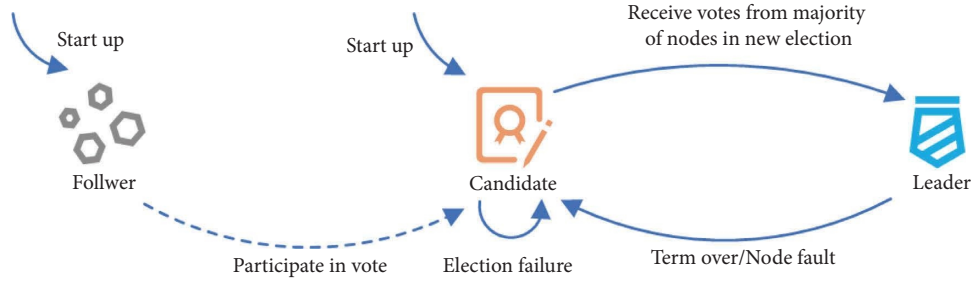 Start up
Start up
Receive votes from majority
of nodes in new election
Follwer
Candidate
Leader
Participate in vote
Election failure
Term over/Node fault